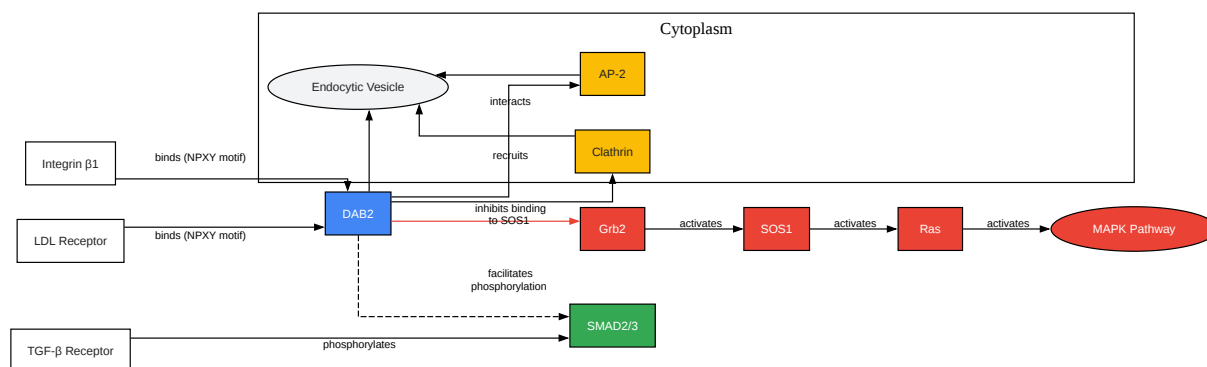 Cytoplasm
AP-2
Endocytic Vesicle
interacts
Clathrin
recruits
Integrin β1
binds (NPXY motif)
DAB2
inhibits binding
to SOS1
Grb2
activates
SOS1
activates
Ras
activates
MAPK Pathway
LDL Receptor
binds (NPXY motif)
facilitates
phosphorylation
SMAD2/3
TGF-β Receptor
phosphorylates